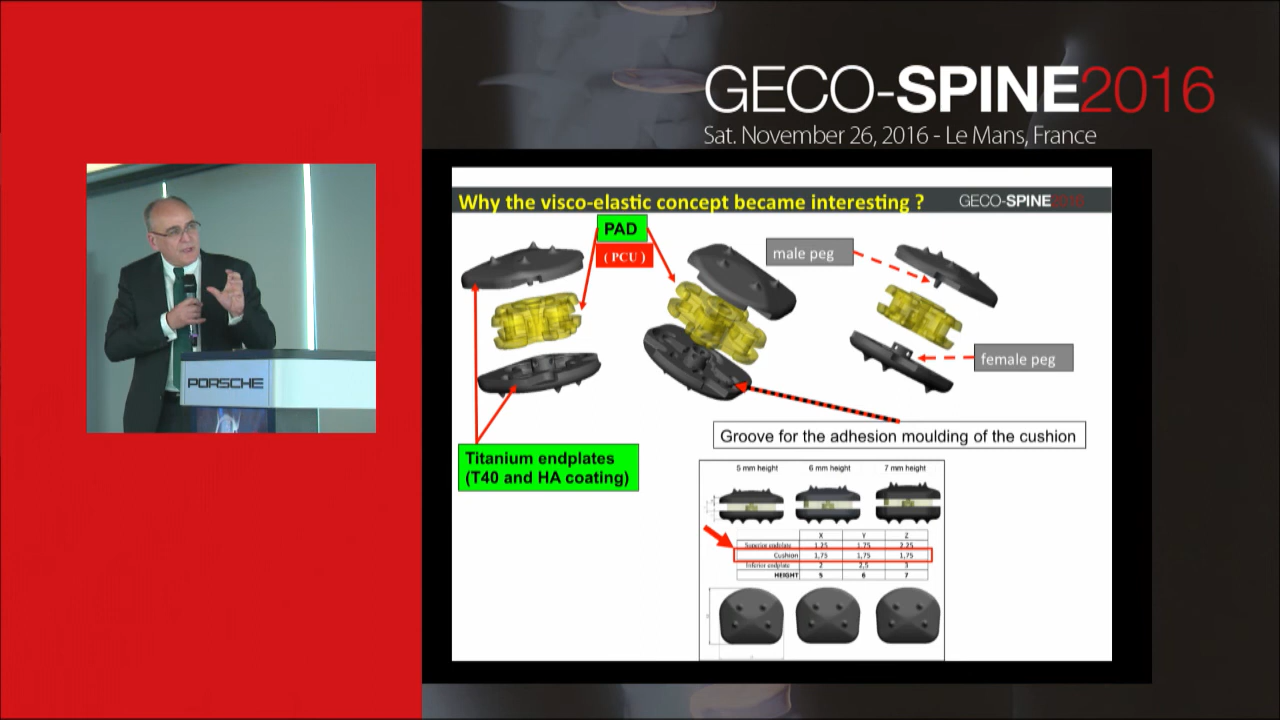 GECO-SPINE2016
Sat. November 26, 2016 - Le Mans, France
Why the visco-elastic concept became interesting ?
GECO-SPINE2016
PAD
( PCU )
male peg
female peg
Groove for the adhesion moulding of the cushion
Titanium endplates
(T40 and HA coating)
PORSCHE
5 mm height 6 mm height 7 mm height
X Y Z
Superior endplate 1,25 1,75 2,25
Cushion 1,75 1,75 1,75
Inferior endplate 2 2,5 3
HEIGHT 5 6 7